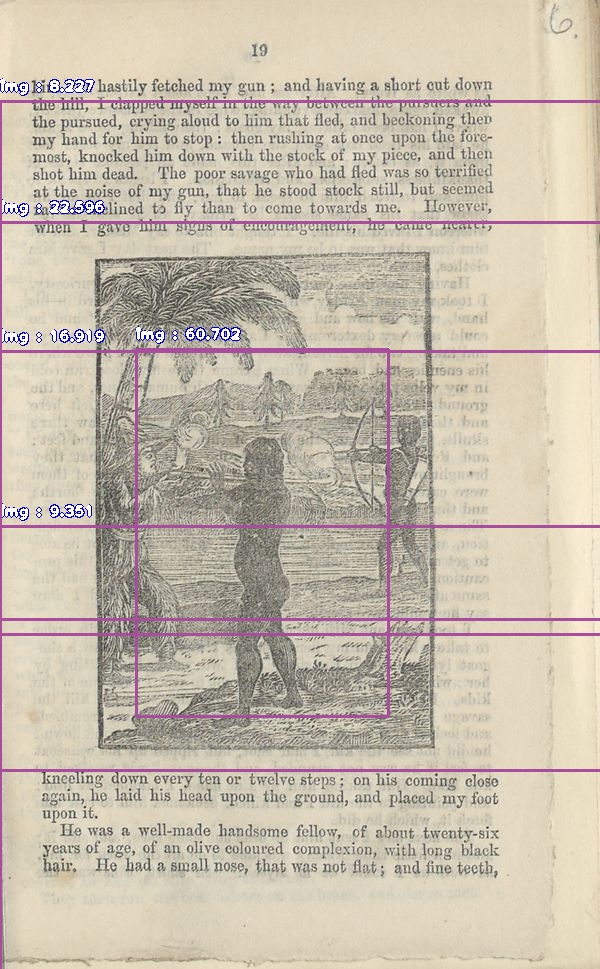 19
6.
hastily fetched my gun ; and having a short cut down
the hill, I clapped myself in the way between the pursuers and
the pursued, crying aloud to him that fled, and beckoning then
my hand for him to stop : then rushing at once upon the fore-
most, knocked him down with the stock of my piece, and then
shot him dead. The poor savage who had fled was so terrified
at the noise of my gun, that he stood stock still, but seemed
inclined to fly than to come towards me. However,
when I gave him signs of encouragement, he came nearer,
Img : 8.227
Img : 22.596
Img : 16.919
Img : 60.702
Img : 9.351
kneeling down every ten or twelve steps ; on his coming close
again, he laid his head upon the ground, and placed my foot
upon it.
He was a well-made handsome fellow, of about twenty-six
years of age, of an olive coloured complexion, with long black
hair. He had a small nose, that was not flat ; and fine teeth,